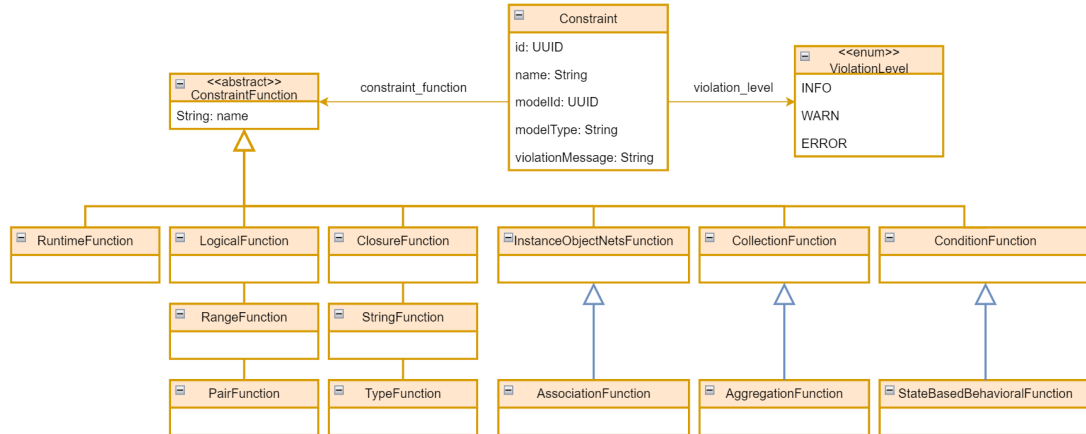 Constraint
id: UUID
name: String
modelId: UUID
modelType: String
violationMessage: String
<<abstract>>
ConstraintFunction
String: name
constraint_function
violation_level
<<enum>>
ViolationLevel
INFO
WARN
ERROR
RuntimeFunction
LogicalFunction
ClosureFunction
InstanceObjectNetsFunction
CollectionFunction
ConditionFunction
RangeFunction
StringFunction
PairFunction
TypeFunction
AssociationFunction
AggregationFunction
StateBasedBehavioralFunction